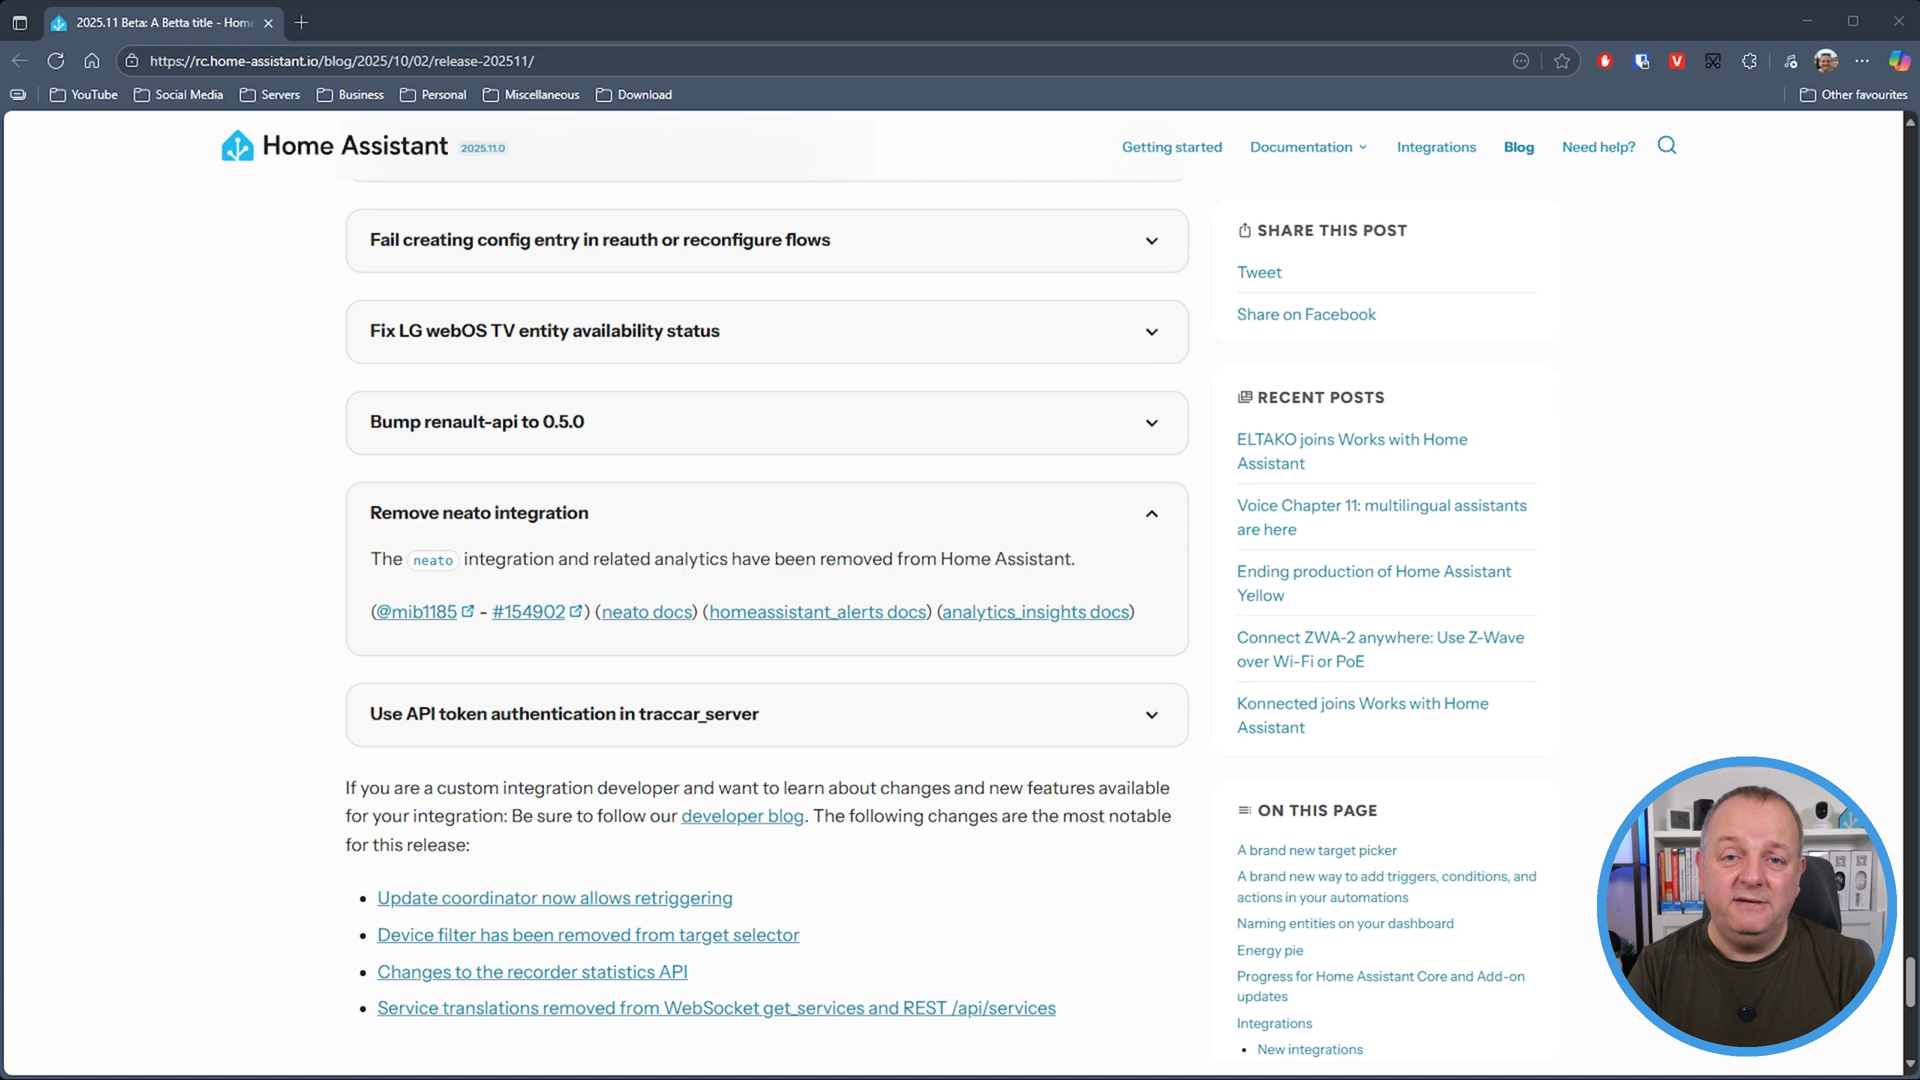 2025.11 Beta: A Betta title - Home
https://rc.home-assistant.io/blog/2025/10/02/release-202511/
YouTube
Social Media
Servers
Business
Personal
Miscellaneous
Download
Other favourites
Home Assistant 2025.11.0
Getting started
Documentation
Integrations
Blog
Need help?
Fail creating config entry in reauth or reconfigure flows
Fix LG webOS TV entity availability status
Bump renault-api to 0.5.0
Remove neato integration
The neato integration and related analytics have been removed from Home Assistant.
(@mib1185 - #154902) (neato docs) (homeassistant_alerts docs) (analytics_insights docs)
Use API token authentication in traccar_server
If you are a custom integration developer and want to learn about changes and new features available
for your integration: Be sure to follow our developer blog. The following changes are the most notable
for this release:
• Update coordinator now allows retriggering
• Device filter has been removed from target selector
• Changes to the recorder statistics API
• Service translations removed from WebSocket get_services and REST /api/services
SHARE THIS POST
Tweet
Share on Facebook
RECENT POSTS
ELTAKO joins Works with Home
Assistant
Voice Chapter 11: multilingual assistants
are here
Ending production of Home Assistant
Yellow
Connect ZWA-2 anywhere: Use Z-Wave
over Wi-Fi or PoE
Konnected joins Works with Home
Assistant
ON THIS PAGE
A brand new target picker
A brand new way to add triggers, conditions, and
actions in your automations
Naming entities on your dashboard
Energy pie
Progress for Home Assistant Core and Add-on
updates
Integrations
• New integrations